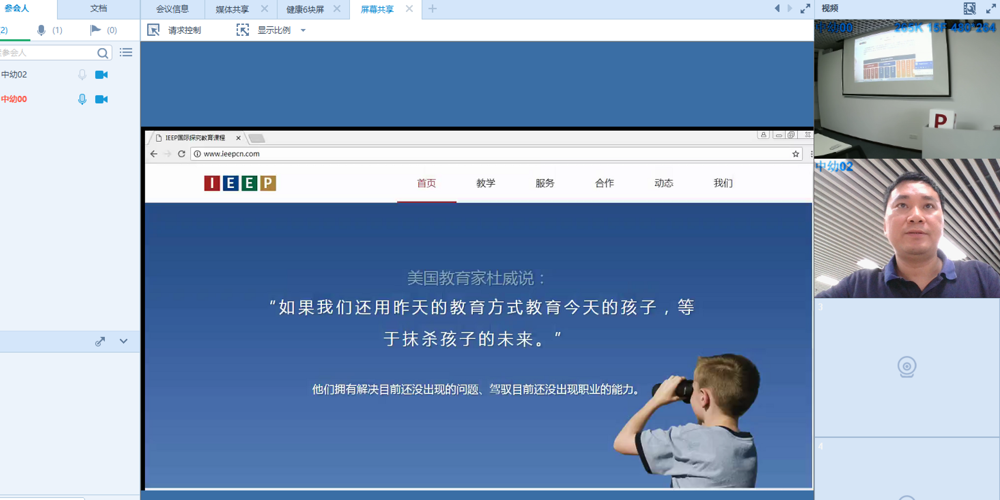 参会人
文档
会议信息
媒体共享
健康6块屏
屏幕共享
视频
2)
(1)
(0)
请求控制
显示比例
参会人
中幼02
中幼00
中幼00
265K 15F 480*264
P
中幼02
3
4
IEEP国际探究教育课程
www.ieepcn.com
IEEP
首页
教学
服务
合作
动态
我们
美国教育家杜威说：
“如果我们还用昨天的教育方式教育今天的孩子，等
于抹杀孩子的未来。”
他们拥有解决目前还没出现的问题、驾驭目前还没出现职业的能力。